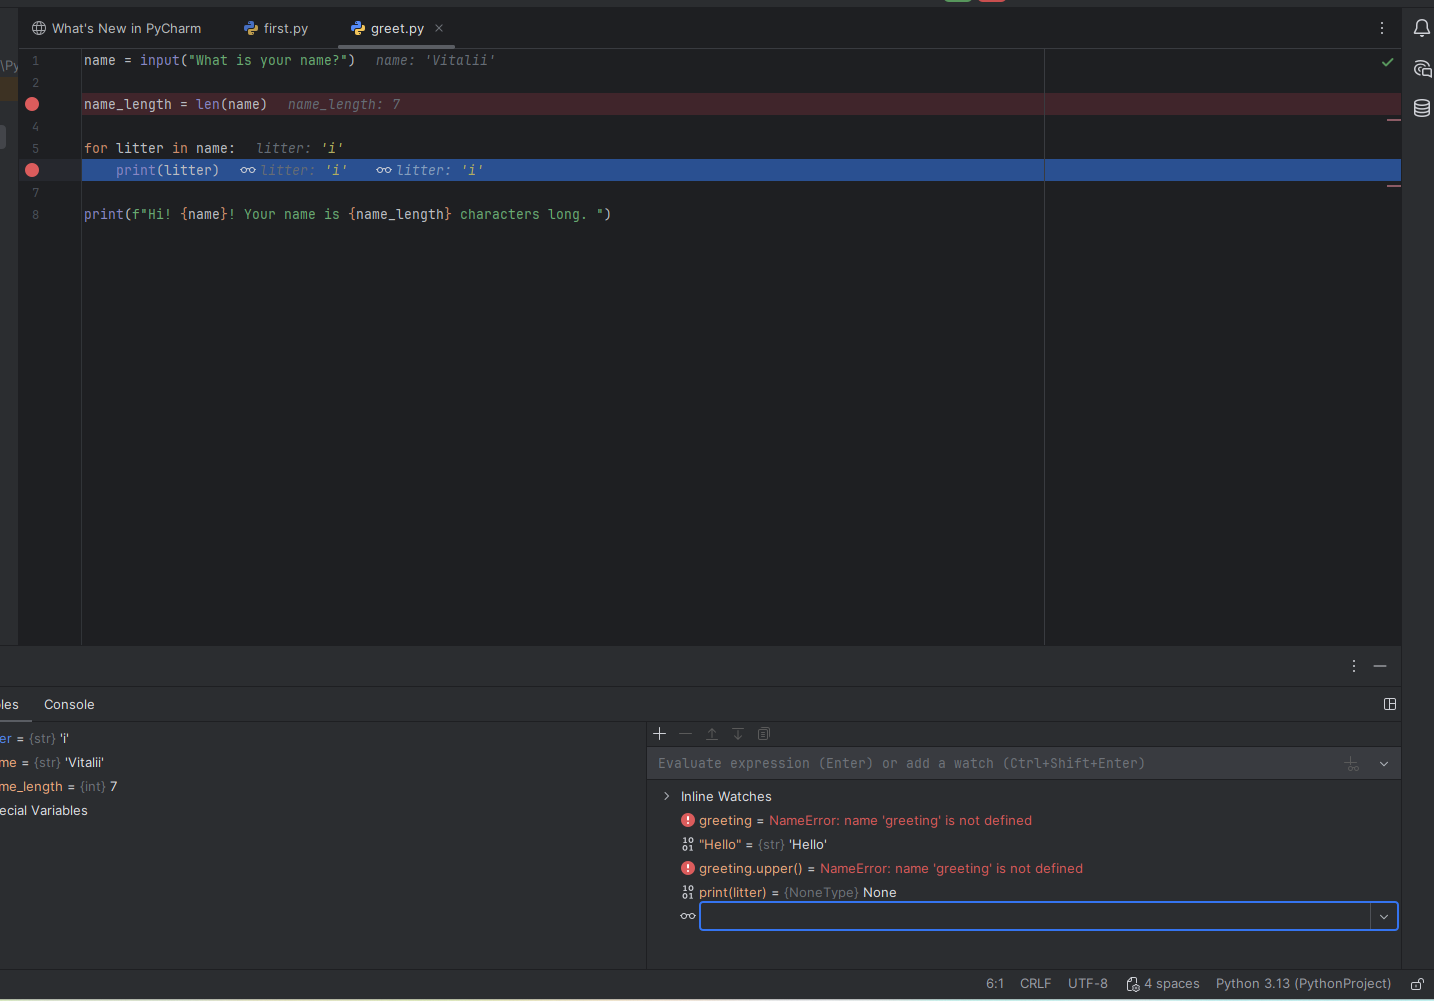 What's New in PyCharm first.py greet.py
\Py
1 name = input("What is your name?") name: 'Vitalii'
2
name_length = len(name) name_length: 7
4
5 for litter in name: litter: 'i'
print(litter) litter: 'i' litter: 'i'
7
8 print(f"Hi! {name}! Your name is {name_length} characters long. ")
les Console
er = {str} 'i'
me = {str} 'Vitalii'
me_length = {int} 7
ecial Variables
Evaluate expression (Enter) or add a watch (Ctrl+Shift+Enter)
Inline Watches
greeting = NameError: name 'greeting' is not defined
"Hello" = {str} 'Hello'
greeting.upper() = NameError: name 'greeting' is not defined
print(litter) = {NoneType} None
6:1 CRLF UTF-8 4 spaces Python 3.13 (PythonProject)